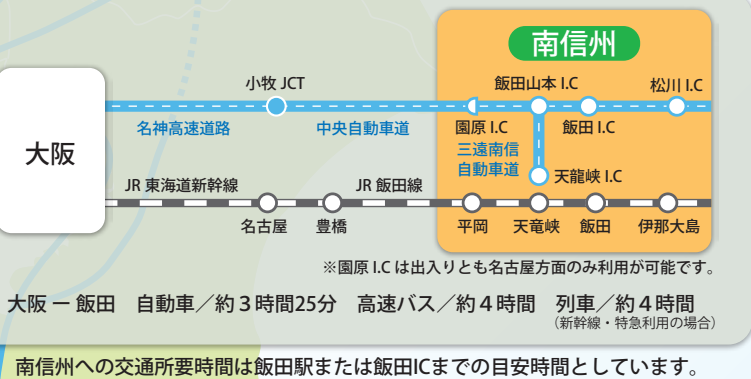 南信州
小牧 JCT
飯田山本 I.C
松川 I.C
大阪
名神高速道路
中央自動車道
園原 I.C
飯田 I.C
三遠南信
自動車道
天龍峡 I.C
JR 東海道新幹線
JR 飯田線
名古屋
豊橋
平岡
天竜峡
飯田
伊那大島
※園原 I.C は出入りとも名古屋方面のみ利用が可能です。
大阪 ー 飯田 自動車／約３時間25分 高速バス／約４時間 列車／約４時間
（新幹線・特急利用の場合）
南信州への交通所要時間は飯田駅または飯田ICまでの目安時間としています。